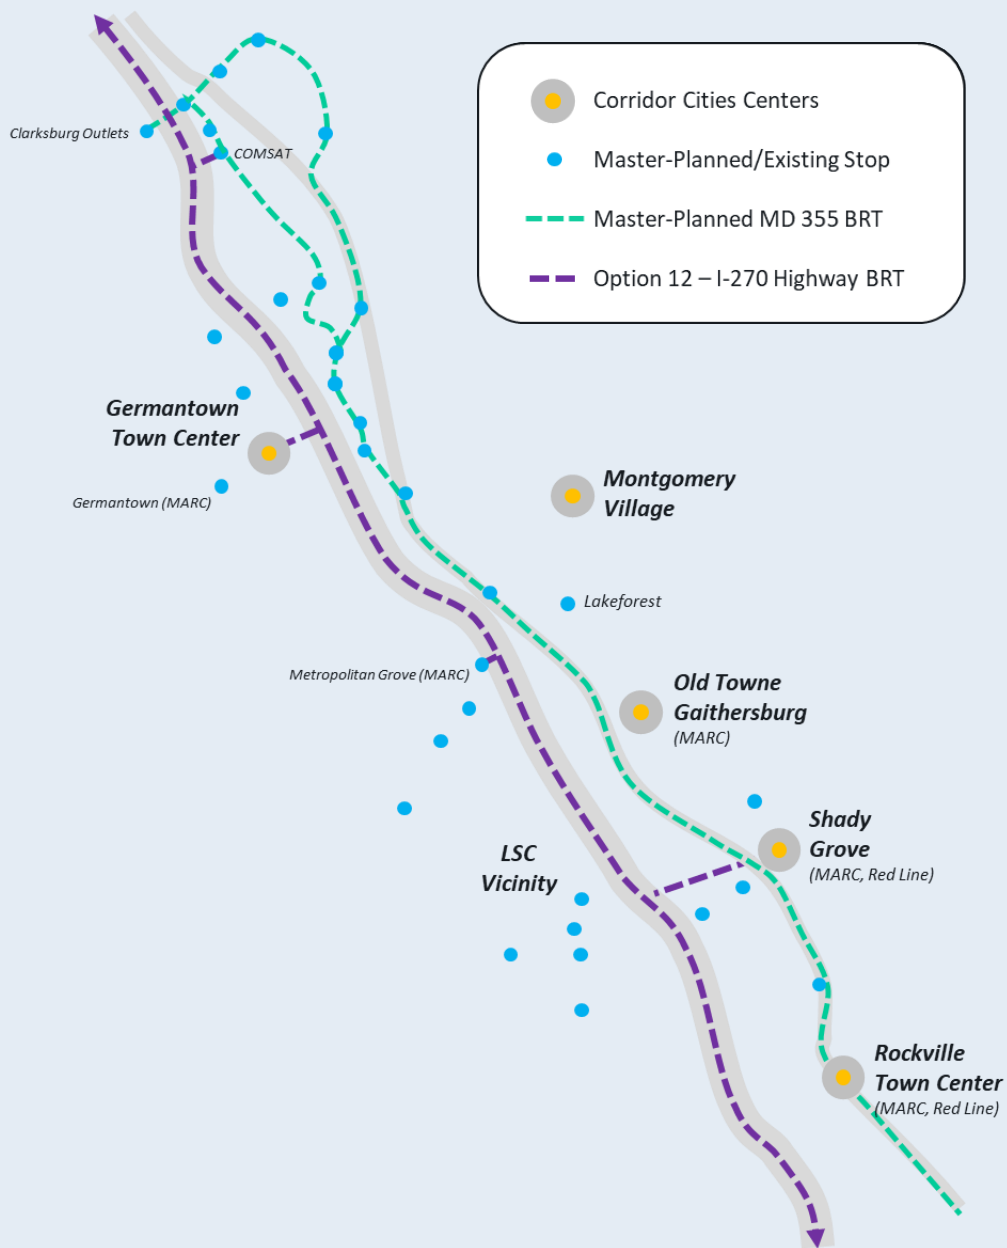 Corridor Cities Centers
Master-Planned/Existing Stop
Master-Planned MD 355 BRT
Option 12 – I-270 Highway BRT
Clarksburg Outlets
COMSAT
Germantown
Town Center
Germantown (MARC)
Montgomery
Village
Lakeforest
Metropolitan Grove (MARC)
Old Towne
Gaithersburg
(MARC)
Shady
Grove
(MARC, Red Line)
LSC
Vicinity
Rockville
Town Center
(MARC, Red Line)